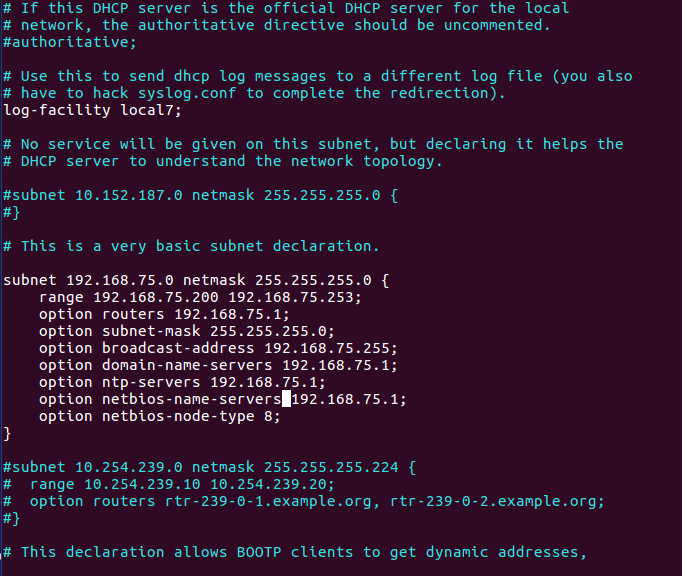 # If this DHCP server is the official DHCP server for the local
# network, the authoritative directive should be uncommented.
#authoritative;

# Use this to send dhcp log messages to a different log file (you also
# have to hack syslog.conf to complete the redirection).
log-facility local7;

# No service will be given on this subnet, but declaring it helps the
# DHCP server to understand the network topology.

#subnet 10.152.187.0 netmask 255.255.255.0 {
#}

# This is a very basic subnet declaration.

subnet 192.168.75.0 netmask 255.255.255.0 {
    range 192.168.75.200 192.168.75.253;
    option routers 192.168.75.1;
    option subnet-mask 255.255.255.0;
    option broadcast-address 192.168.75.255;
    option domain-name-servers 192.168.75.1;
    option ntp-servers 192.168.75.1;
    option netbios-name-servers 192.168.75.1;
    option netbios-node-type 8;
}

#subnet 10.254.239.0 netmask 255.255.255.224 {
#  range 10.254.239.10 10.254.239.20;
#  option routers rtr-239-0-1.example.org, rtr-239-0-2.example.org;
#}

# This declaration allows BOOTP clients to get dynamic addresses,